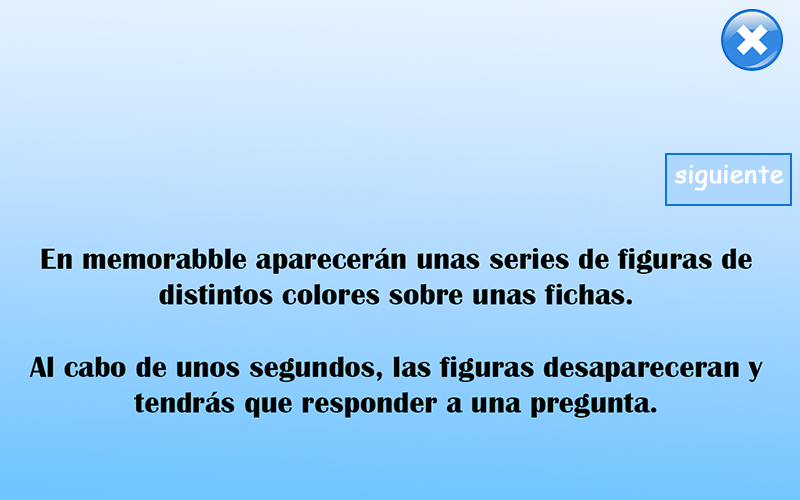 siguiente
En memorabble aparecerán unas series de figuras de
distintos colores sobre unas fichas.
Al cabo de unos segundos, las figuras desapareceran y
tendrás que responder a una pregunta.